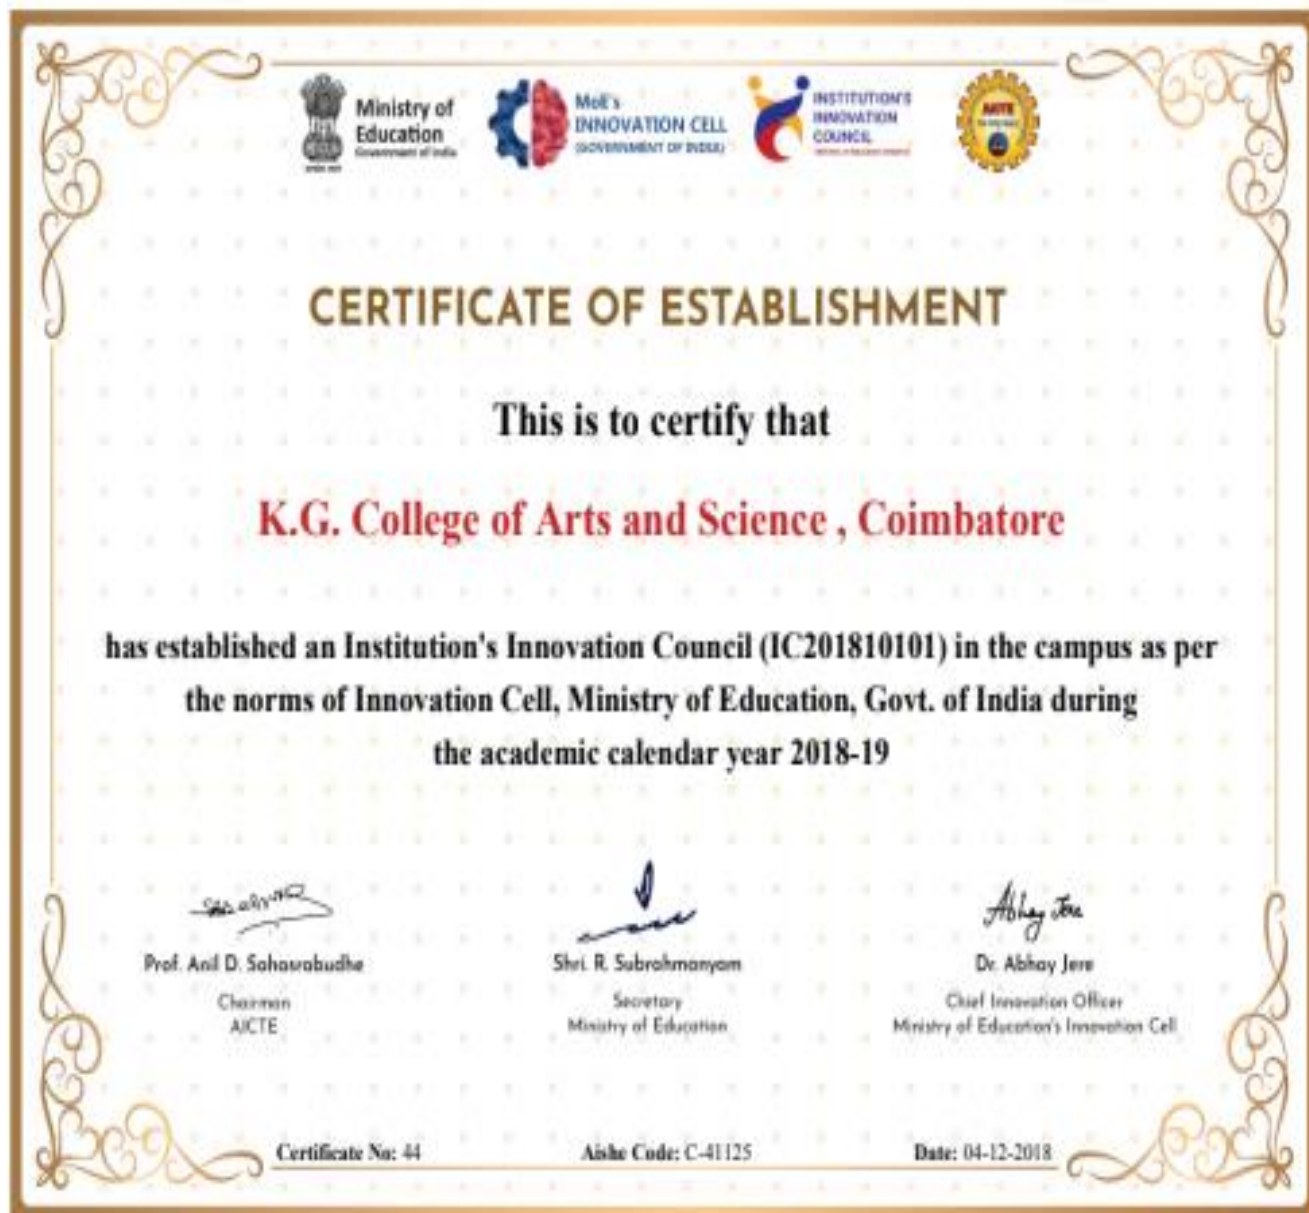 Ministry of
Education
Government of India
MoE's
INNOVATION CELL
(GOVERNMENT OF INDIA)
INSTITUTION'S
INNOVATION
COUNCIL
AICTE
CERTIFICATE OF ESTABLISHMENT
This is to certify that
K.G. College of Arts and Science , Coimbatore
has established an Institution's Innovation Council (IC201810101) in the campus as per
the norms of Innovation Cell, Ministry of Education, Govt. of India during
the academic calendar year 2018-19
Abhay Jere
Prof. Anil D. Sahasrabudhe
Shri. R. Subrahmanyam
Dr. Abhay Jere
Chairman
Secretary
Chief Innovation Officer
AICTE
Ministry of Education
Ministry of Education's Innovation Cell
Certificate No: 44
Aishe Code: C-41125
Date: 04-12-2018